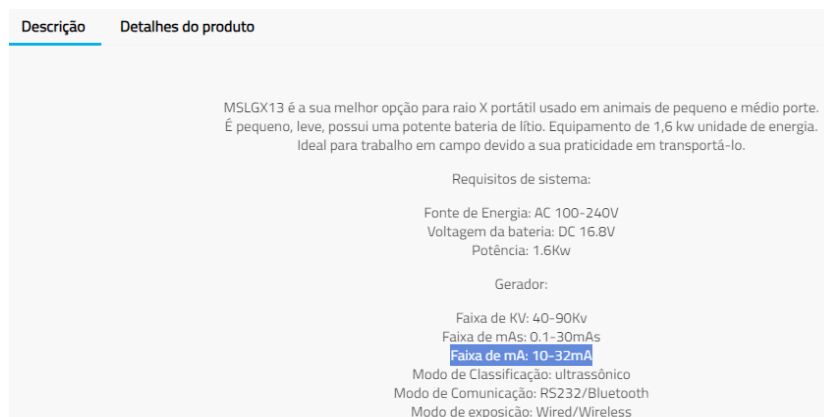 Descrição Detalhes do produto
MSLGX13 é a sua melhor opção para raio X portátil usado em animais de pequeno e médio porte.
É pequeno, leve, possui uma potente bateria de lítio. Equipamento de 1,6 kw unidade de energia.
Ideal para trabalho em campo devido a sua praticidade em transportá-lo.
Requisitos de sistema:
Fonte de Energia: AC 100-240V
Voltagem da bateria: DC 16.8V
Potência: 1.6Kw
Gerador:
Faixa de KV: 40-90Kv
Faixa de mAs: 0.1-30mAs
Faixa de mA: 10-32mA
Modo de Classificação: ultrassônico
Modo de Comunicação: RS232/Bluetooth
Modo de exposição: Wired/Wireless